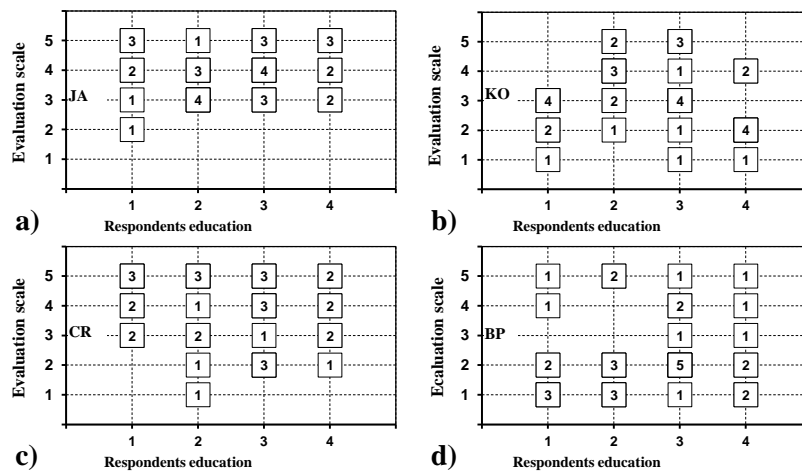 Evaluation scale
5 3 1 3 3
4 2 3 4 2
3 JA 1 4 3 2
2 1
1
1 2 3 4
a) Respondents education
Evaluation scale
5 2 3
4 3 1 2
3 KO 4 2 4
2 2 1 1 4
1 1 1 1
1 2 3 4
b) Respondents education
Evaluation scale
5 3 3 3 2
4 2 1 3 2
3 CR 2 2 1 2
2 1 3 1
1 1
1 2 3 4
c) Respondents education
Ecaluation scale
5 1 2 1 1
4 1 2 1
3 BP 1 1
2 2 3 5 2
1 3 3 1 2
1 2 3 4
d) Respondents education